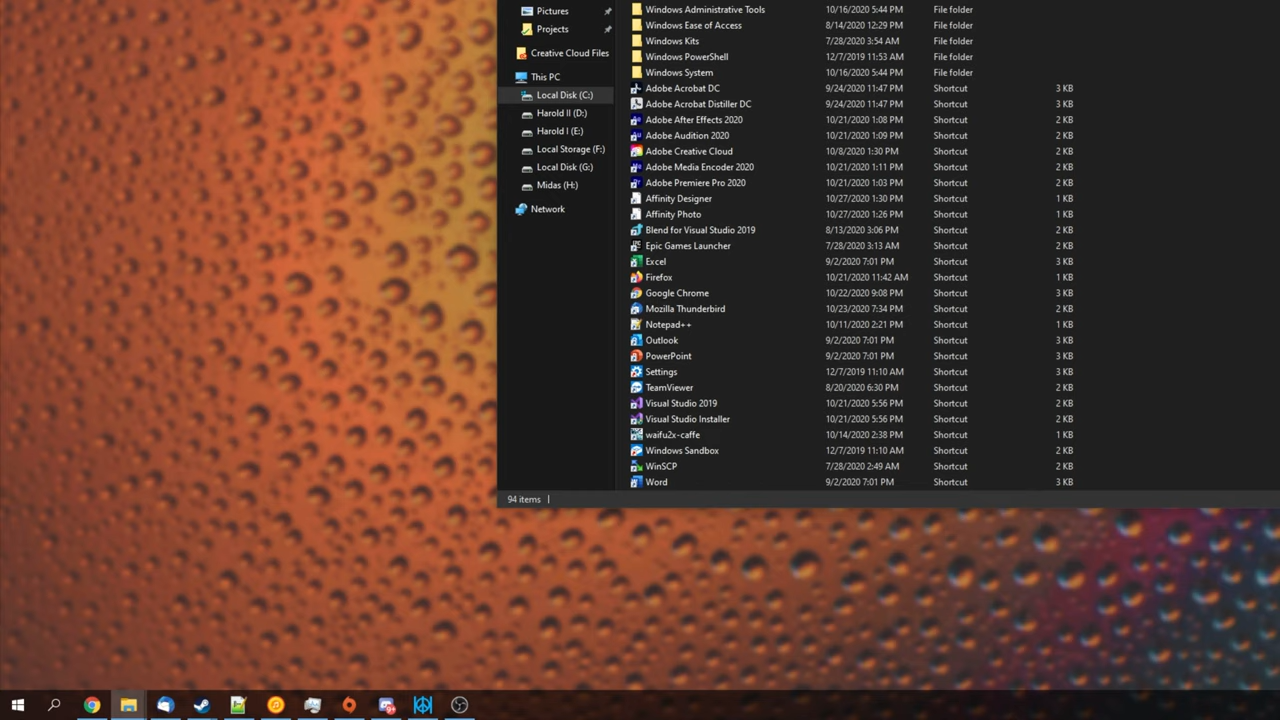 Pictures
Projects
Creative Cloud Files
This PC
Local Disk (C:)
Harold II (D:)
Harold I (E:)
Local Storage (F:)
Local Disk (G:)
Midas (H:)
Network
Windows Administrative Tools 10/16/2020 5:44 PM File folder
Windows Ease of Access 8/14/2020 12:29 PM File folder
Windows Kits 7/28/2020 3:54 AM File folder
Windows PowerShell 12/7/2019 11:53 AM File folder
Windows System 10/16/2020 5:44 PM File folder
Adobe Acrobat DC 9/24/2020 11:47 PM Shortcut 3 KB
Adobe Acrobat Distiller DC 9/24/2020 11:47 PM Shortcut 3 KB
Adobe After Effects 2020 10/21/2020 1:08 PM Shortcut 2 KB
Adobe Audition 2020 10/21/2020 1:09 PM Shortcut 2 KB
Adobe Creative Cloud 10/8/2020 1:30 PM Shortcut 2 KB
Adobe Media Encoder 2020 10/21/2020 1:11 PM Shortcut 2 KB
Adobe Premiere Pro 2020 10/21/2020 1:03 PM Shortcut 2 KB
Affinity Designer 10/27/2020 1:30 PM Shortcut 1 KB
Affinity Photo 10/27/2020 1:26 PM Shortcut 1 KB
Blend for Visual Studio 2019 8/13/2020 3:06 PM Shortcut 2 KB
Epic Games Launcher 7/28/2020 3:13 AM Shortcut 2 KB
Excel 9/2/2020 7:01 PM Shortcut 3 KB
Firefox 10/21/2020 11:42 AM Shortcut 1 KB
Google Chrome 10/22/2020 9:08 PM Shortcut 3 KB
Mozilla Thunderbird 10/23/2020 7:34 PM Shortcut 2 KB
Notepad++ 10/11/2020 2:21 PM Shortcut 1 KB
Outlook 9/2/2020 7:01 PM Shortcut 3 KB
PowerPoint 9/2/2020 7:01 PM Shortcut 3 KB
Settings 12/7/2019 11:10 AM Shortcut 3 KB
TeamViewer 8/20/2020 6:30 PM Shortcut 2 KB
Visual Studio 2019 10/21/2020 5:56 PM Shortcut 2 KB
Visual Studio Installer 10/21/2020 5:56 PM Shortcut 2 KB
waifu2x-caffe 10/14/2020 2:38 PM Shortcut 1 KB
Windows Sandbox 12/7/2019 11:10 AM Shortcut 2 KB
WinSCP 7/28/2020 2:49 AM Shortcut 2 KB
Word 9/2/2020 7:01 PM Shortcut 3 KB
94 items